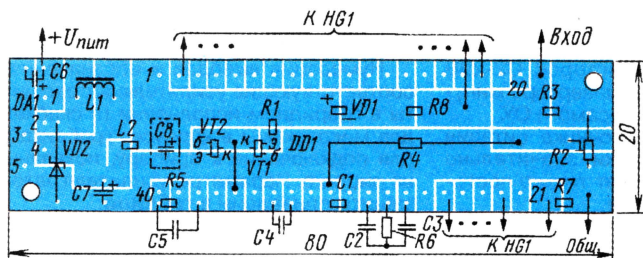 +Uпит
К HG1
Вход
C6
DA1
1
L1
1
20
R3
2
3
4
5
VD2
L2
C8
VT2
R1
VD1
R8
DD1
б
э
к
к
э
б
VT1
R4
R2
C7
40
R5
C1
21
R7
20
C5
C4
C2
R6
C3
К HG1
Общ.
80